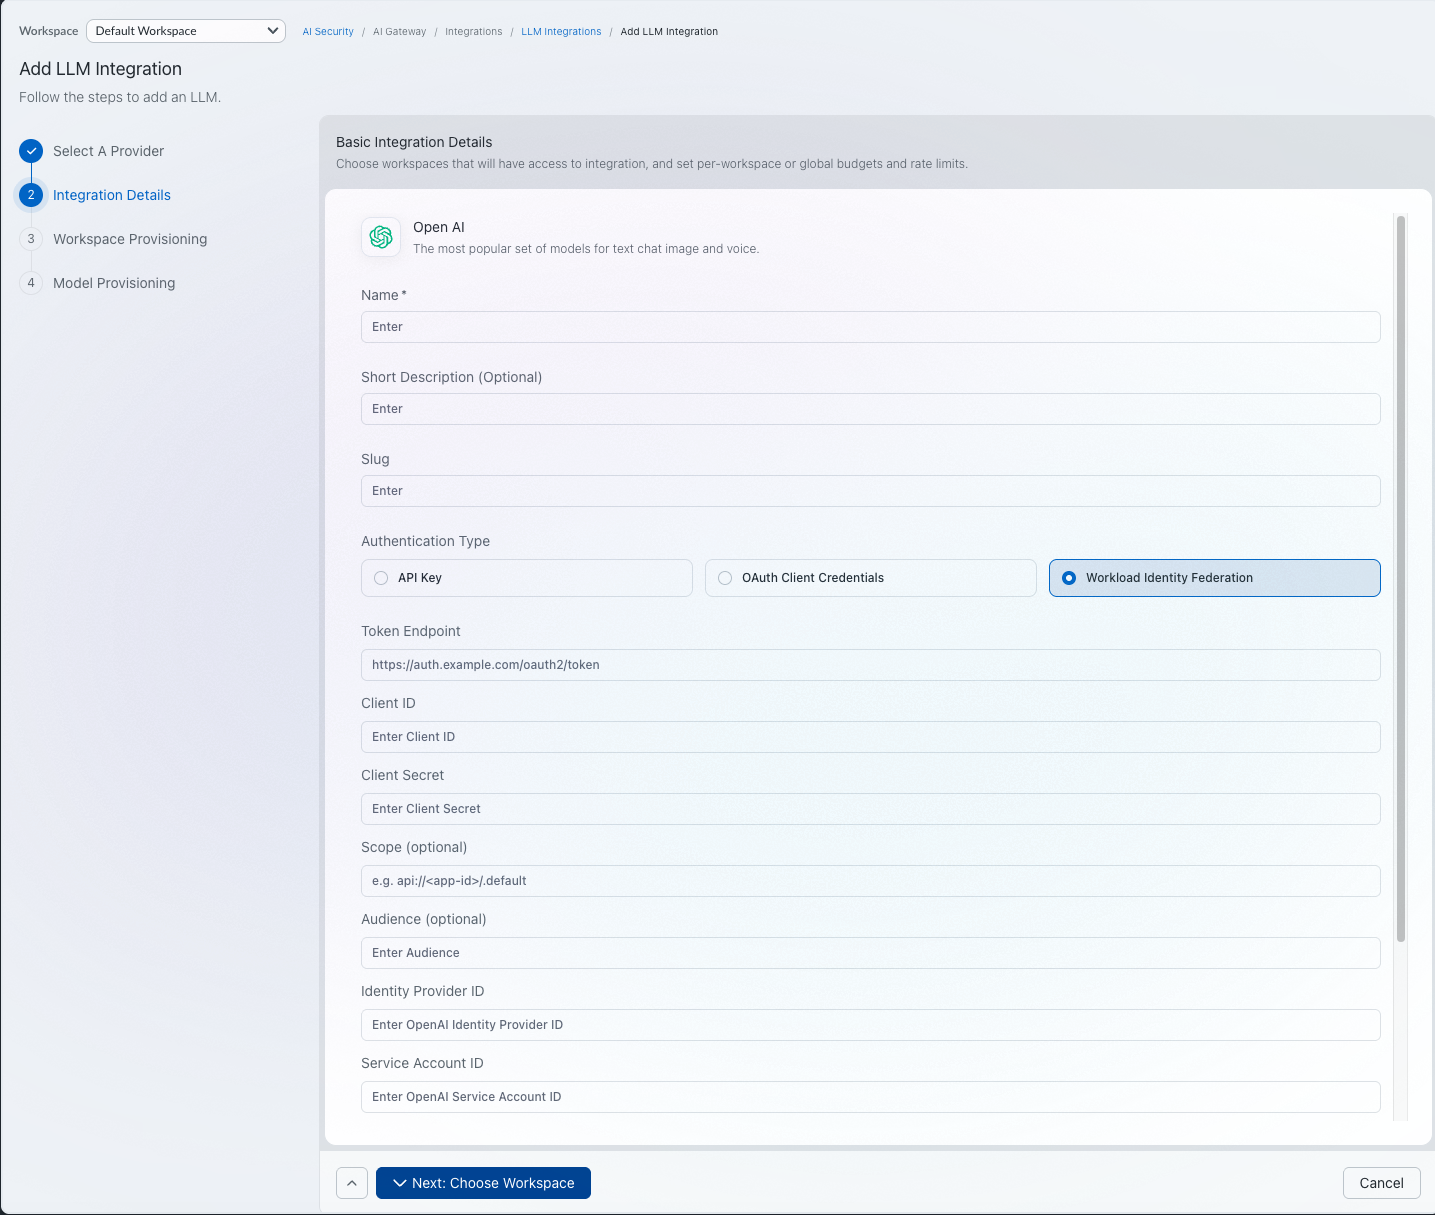 Workspace Default Workspace AI Security / AI Gateway / Integrations / LLM Integrations / Add LLM Integration
Add LLM Integration
Follow the steps to add an LLM.
Select A Provider
2 Integration Details
3 Workspace Provisioning
4 Model Provisioning
Basic Integration Details
Choose workspaces that will have access to integration, and set per-workspace or global budgets and rate limits.
Open AI
The most popular set of models for text chat image and voice.
Name *
Enter
Short Description (Optional)
Enter
Slug
Enter
Authentication Type
API Key OAuth Client Credentials Workload Identity Federation
Token Endpoint
https://auth.example.com/oauth2/token
Client ID
Enter Client ID
Client Secret
Enter Client Secret
Scope (optional)
e.g. api://<app-id>/.default
Audience (optional)
Enter Audience
Identity Provider ID
Enter OpenAI Identity Provider ID
Service Account ID
Enter OpenAI Service Account ID
Next: Choose Workspace Cancel